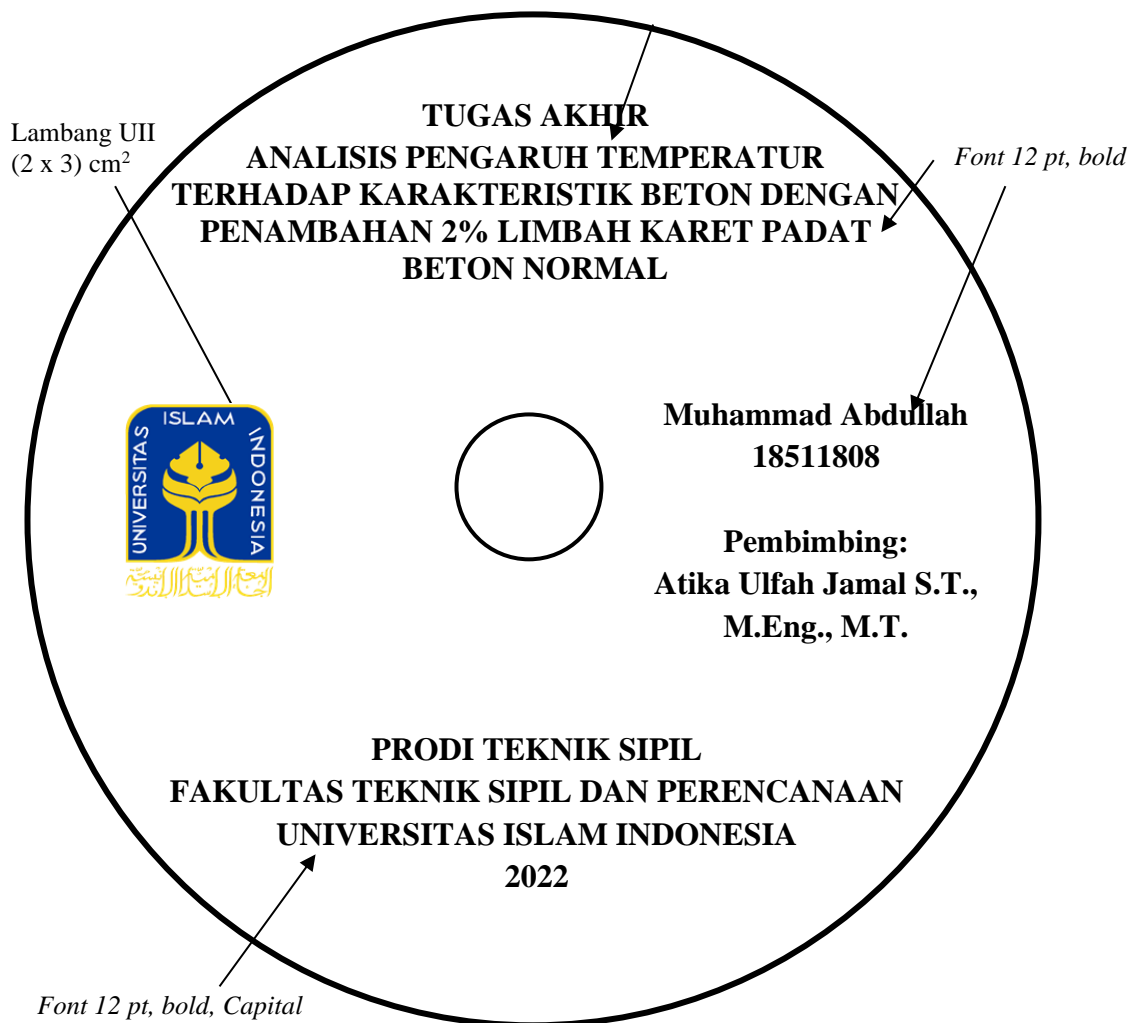 TUGAS AKHIR
ANALISIS PENGARUH TEMPERATUR
TERHADAP KARAKTERISTIK BETON DENGAN
PENAMBAHAN 2% LIMBAH KARET PADAT
BETON NORMAL
Lambang UII
(2 x 3) cm²
Font 12 pt, bold
UNIVERSITAS ISLAM INDONESIA
Muhammad Abdullah
18511808
Pembimbing:
Atika Ulfah Jamal S.T.,
M.Eng., M.T.
PRODI TEKNIK SIPIL
FAKULTAS TEKNIK SIPIL DAN PERENCANAAN
UNIVERSITAS ISLAM INDONESIA
2022
Font 12 pt, bold, Capital